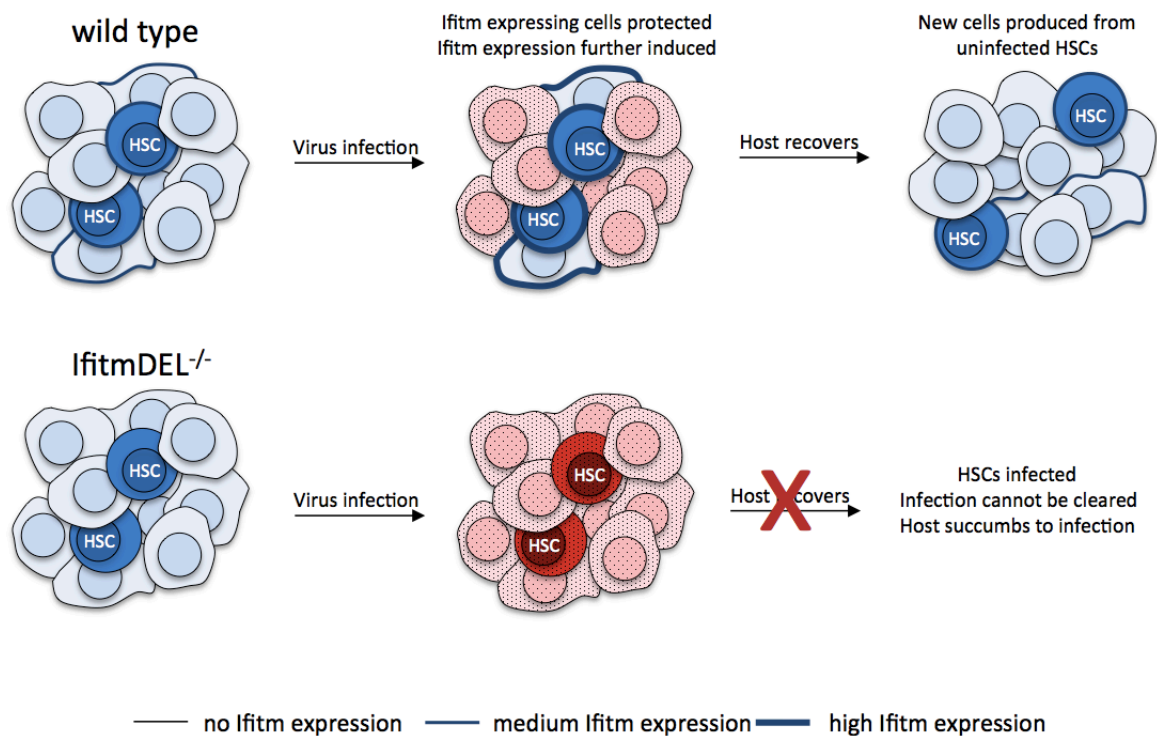 wild type
Ifitm expressing cells protected
Ifitm expression further induced
New cells produced from
uninfected HSCs
HSC
HSC
Virus infection
HSC
HSC
Host recovers
HSC
HSC
IfitmDEL-/-
HSC
HSC
Virus infection
HSC
HSC
Host recovers
X
HSCs infected
Infection cannot be cleared
Host succumbs to infection
no Ifitm expression
medium Ifitm expression
high Ifitm expression